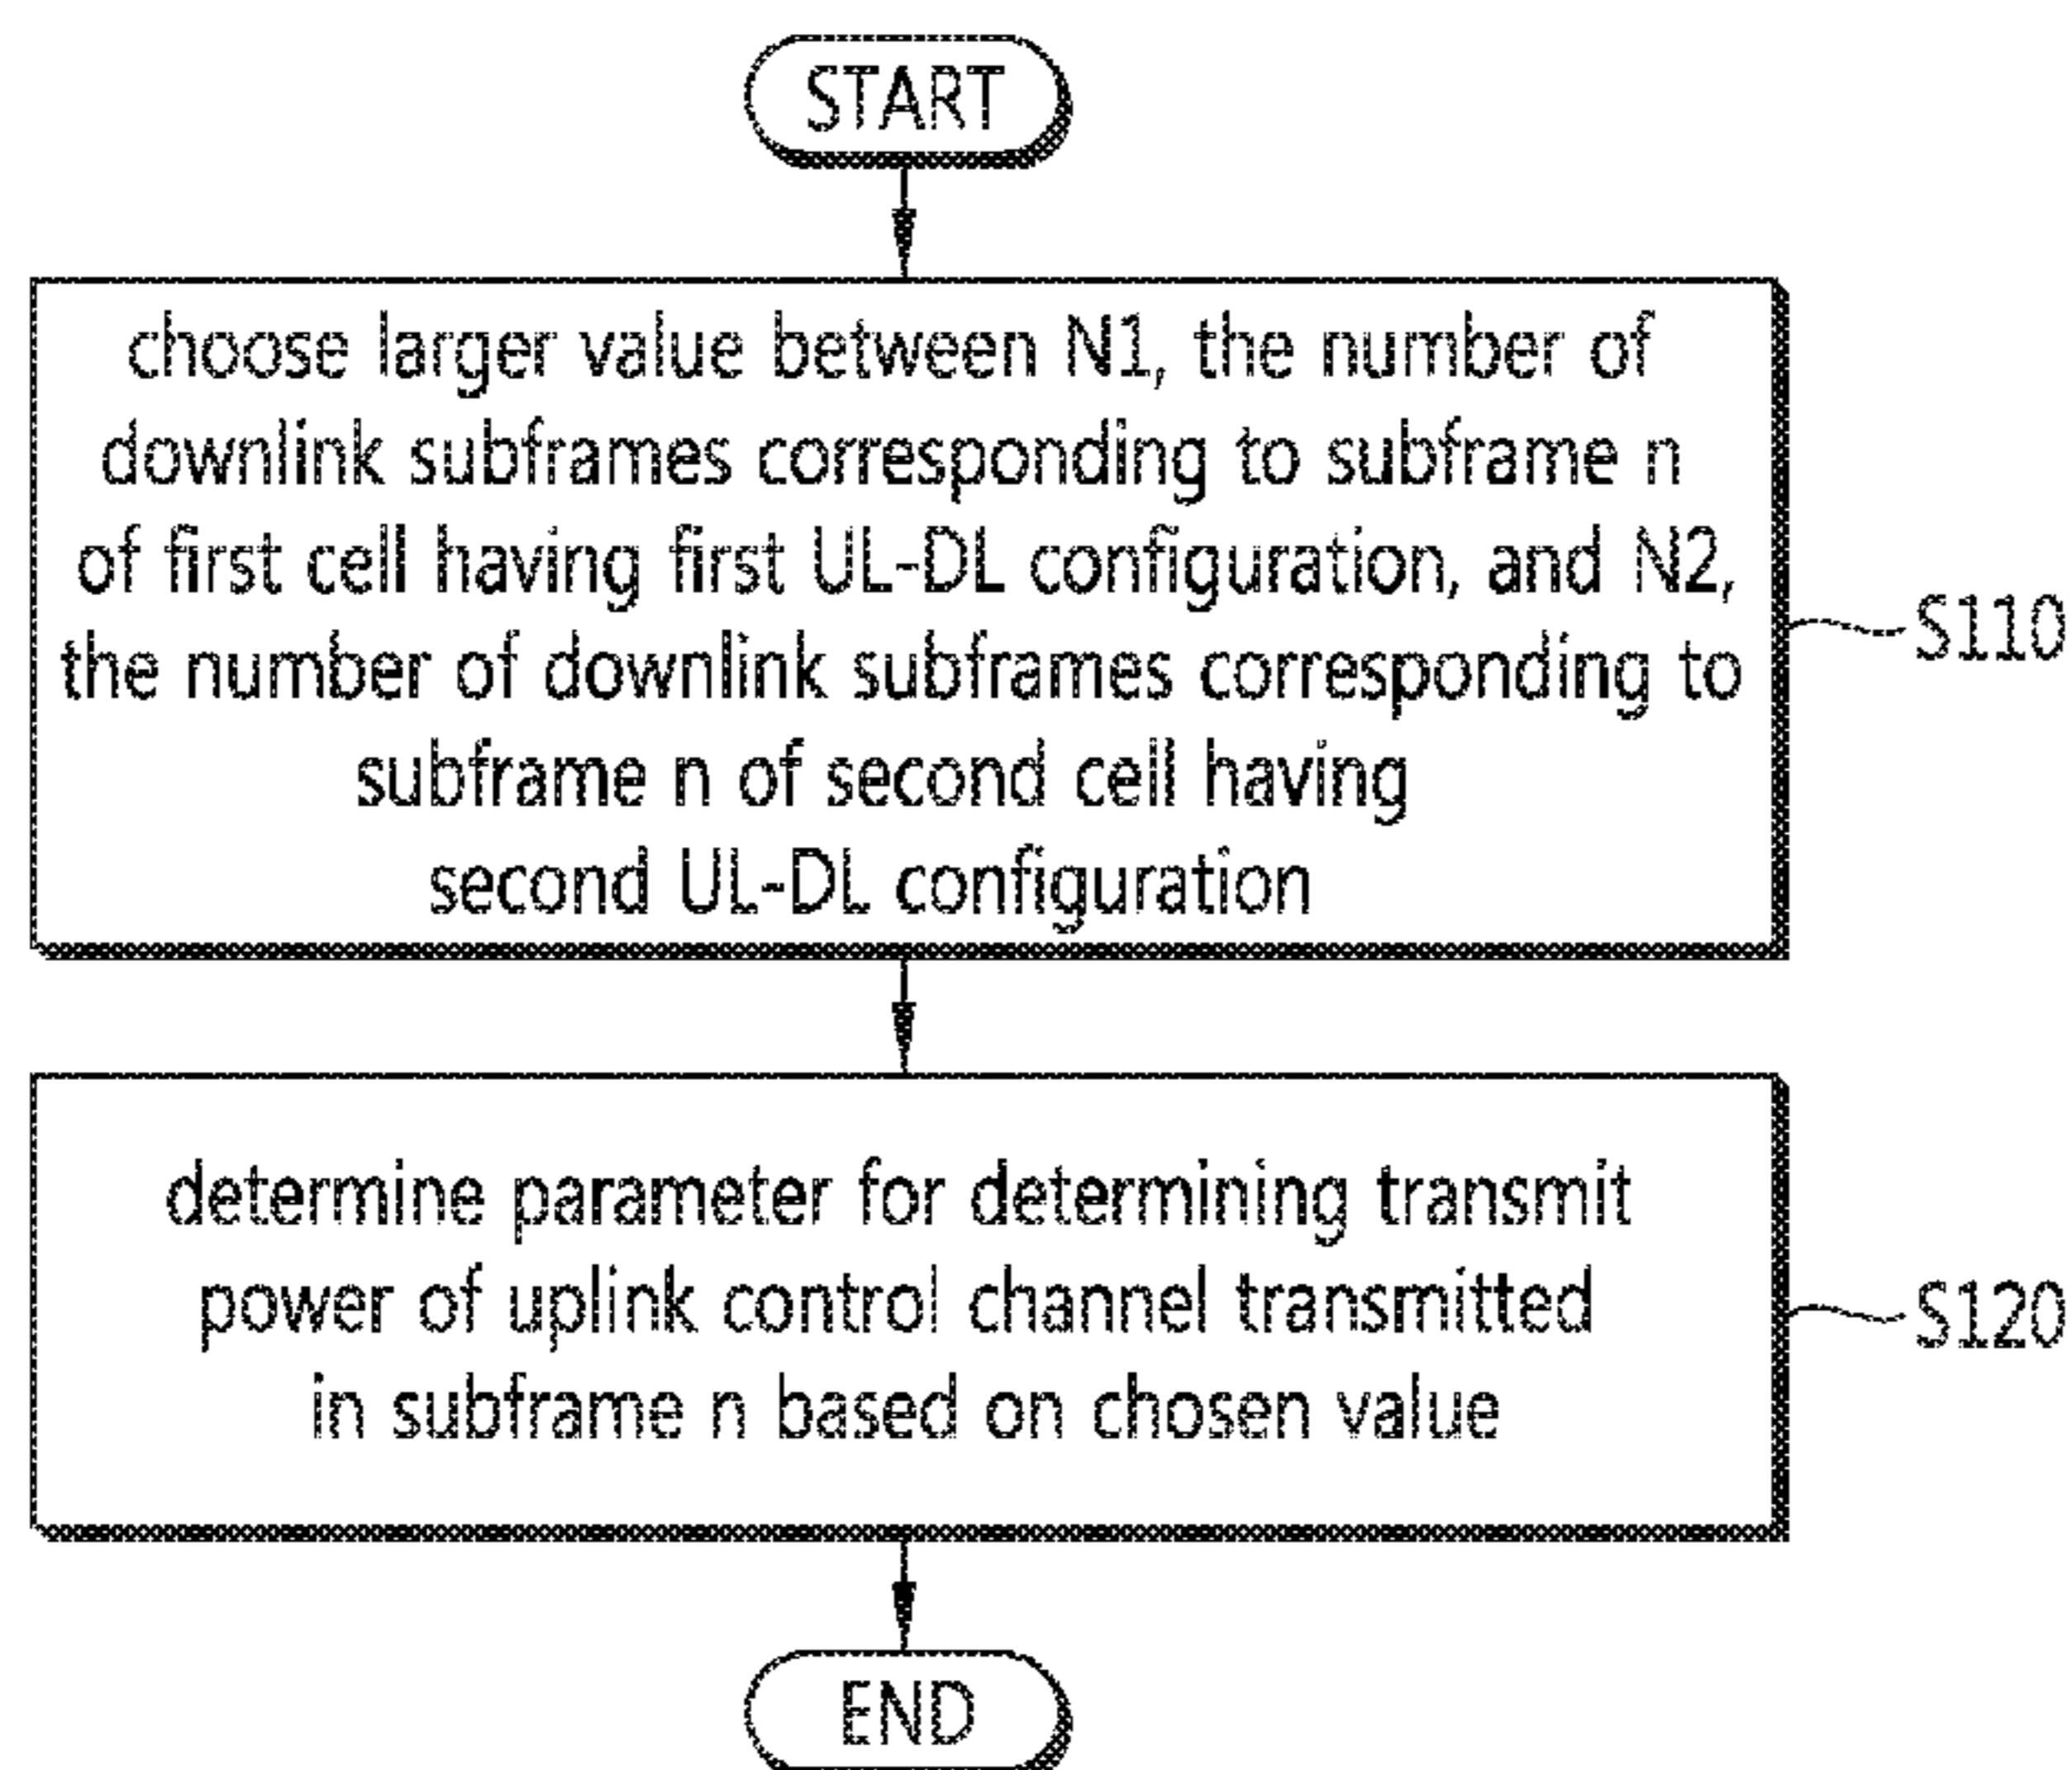 START
choose larger value between N1, the number of
downlink subframes corresponding to subframe n
of first cell having first UL-DL configuration, and N2,
the number of downlink subframes corresponding to
subframe n of second cell having
second UL-DL configuration
S110
determine parameter for determining transmit
power of uplink control channel transmitted
in subframe n based on chosen value
S120
END